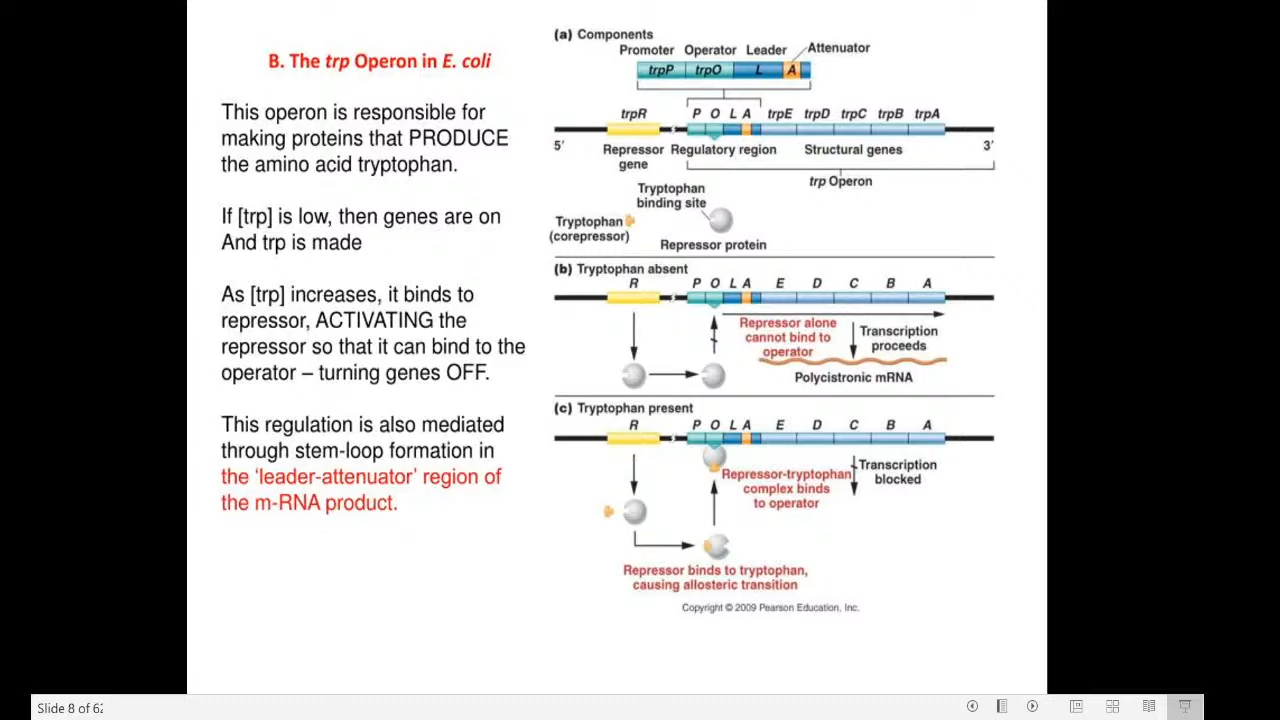 B. The trp Operon in E. coli
This operon is responsible for
making proteins that PRODUCE
the amino acid tryptophan.
If [trp] is low, then genes are on
And trp is made
As [trp] increases, it binds to
repressor, ACTIVATING the
repressor so that it can bind to the
operator – turning genes OFF.
This regulation is also mediated
through stem-loop formation in
the ‘leader-attenuator’ region of
the m-RNA product.
(a) Components
Promoter Operator Leader Attenuator
trpP trpO L A
trpR P O L A trpE trpD trpC trpB trpA
5′ 3′
Repressor
gene
Regulatory region
Structural genes
trp Operon
Tryptophan
binding site
Tryptophan
(corepressor)
Repressor protein
(b) Tryptophan absent
R P O L A E D C B A
Repressor alone
cannot bind to
operator
Transcription
proceeds
Polycistronic mRNA
(c) Tryptophan present
R P O L A E D C B A
Repressor-tryptophan
complex binds
to operator
Transcription
blocked
Repressor binds to tryptophan,
causing allosteric transition
Copyright © 2009 Pearson Education, Inc.
Slide 8 of 62